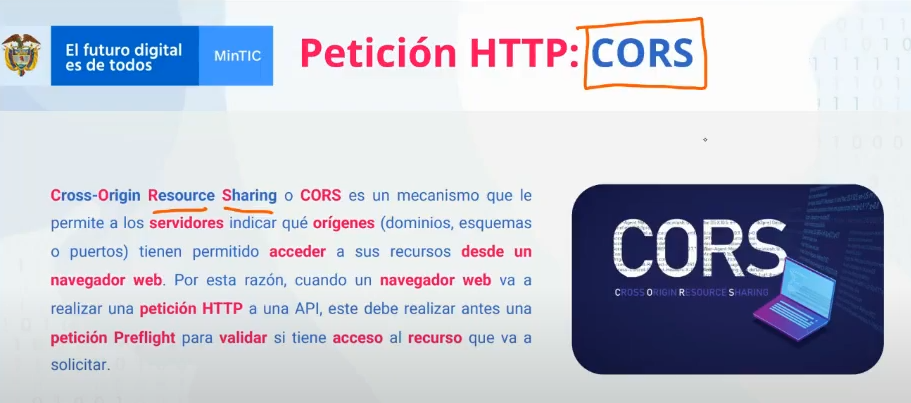 El futuro digital
es de todos
MinTIC
Petición HTTP: CORS
Cross-Origin Resource Sharing o CORS es un mecanismo que le
permite a los servidores indicar qué orígenes (dominios, esquemas
o puertos) tienen permitido acceder a sus recursos desde un
navegador web. Por esta razón, cuando un navegador web va a
realizar una petición HTTP a una API, este debe realizar antes una
petición Preflight para validar si tiene acceso al recurso que va a
solicitar.
CORS
CROSS ORIGIN RESOURCE SHARING